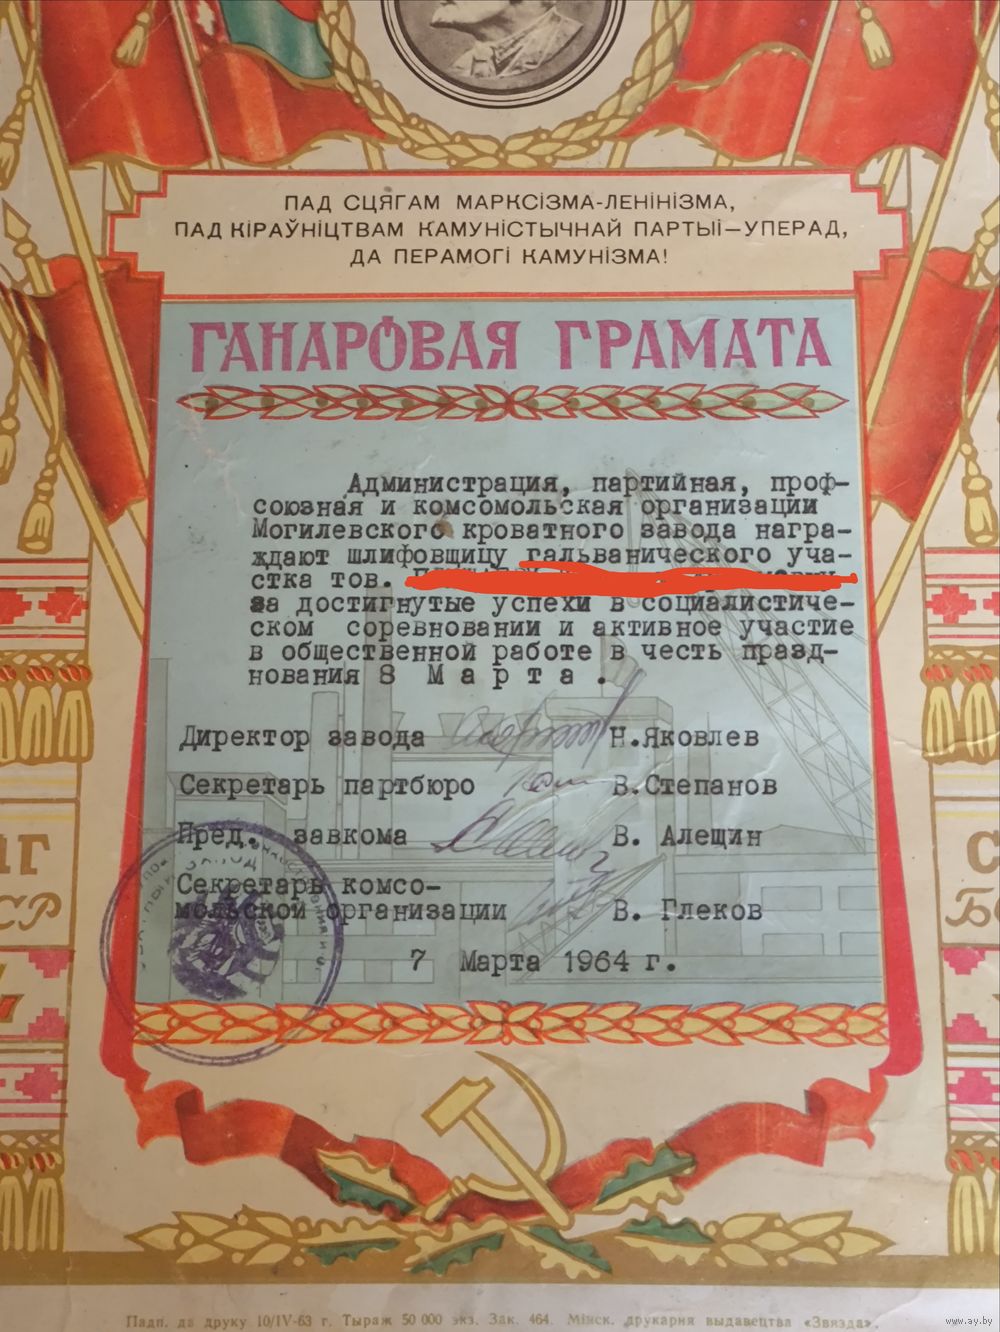 ПАД СЦЯГАМ МАРКСІЗМА-ЛЕНІНІЗМА,
ПАД КІРАЎНІЦТВАМ КАМУНІСТЫЧНАЙ ПАРТЫІ—УПЕРАД,
ДА ПЕРАМОГІ КАМУНІЗМА!
ГАНАРОВАЯ ГРАМАТА
Администрация, партийная, проф-
союзная и комсомольская организации
Могилевского кроватного завода награ-
ждают шлифовщицу гальванического уча-
стка тов.
за достигнутые успехи в социалистиче-
ском соревновании и активное участие
в общественной работе в честь празд-
нования 8 Марта.
Директор завода Н.Яковлев
Секретарь партбюро В.Степанов
Пред. завкома В. Алещин
Секретарь комсо-
мольской организации В. Глеков
7 Марта 1964 г.
Падп. да друку 10/IV-63 г. Тыраж 50 000 экз. Зак. 464. Мінск. друкарня выдавецтва «Звязда».
www.ay.by